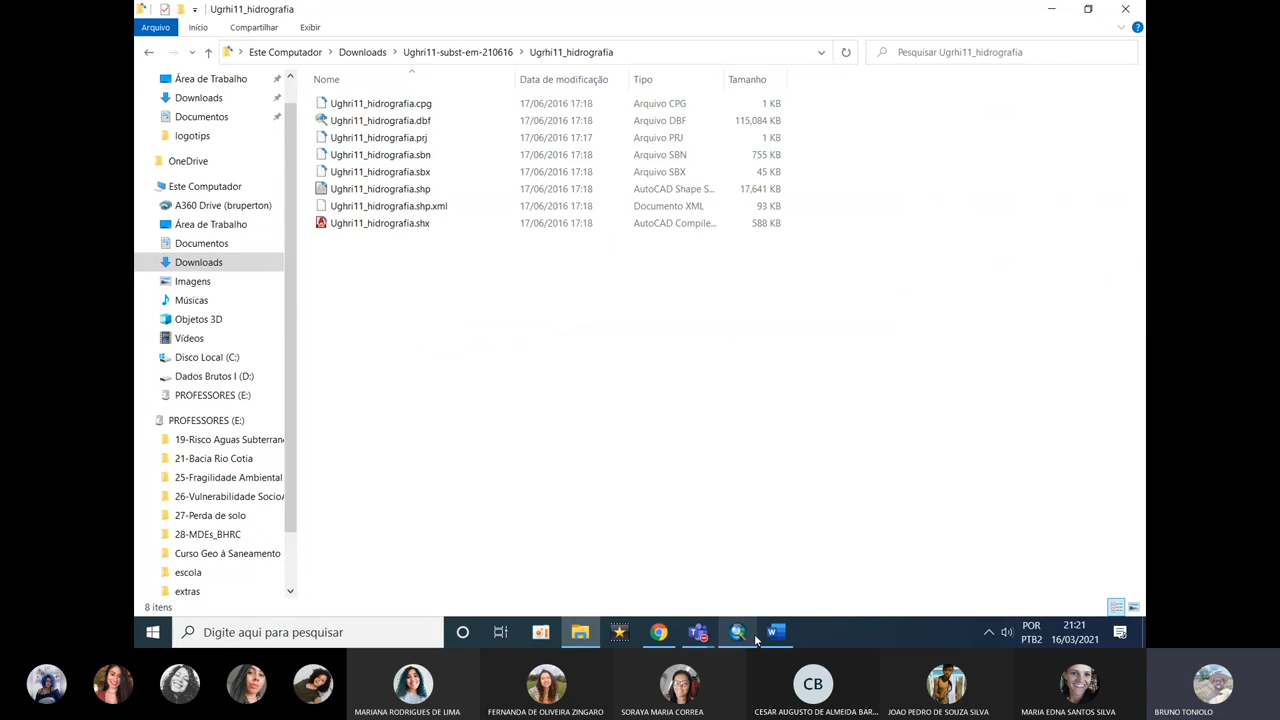 Ugrhi11_hidrografia
Arquivo Início Compartilhar Exibir
Este Computador Downloads Ughri11-subst-em-210616 Ugrhi11_hidrografia
Pesquisar Ugrhi11_hidrografia
Nome Data de modificação Tipo Tamanho
Ughri11_hidrografia.cpg 17/06/2016 17:18 Arquivo CPG 1 KB
Ughri11_hidrografia.dbf 17/06/2016 17:18 Arquivo DBF 115,084 KB
Ughri11_hidrografia.prj 17/06/2016 17:17 Arquivo PRJ 1 KB
Ughri11_hidrografia.sbn 17/06/2016 17:18 Arquivo SBN 755 KB
Ughri11_hidrografia.sbx 17/06/2016 17:18 Arquivo SBX 45 KB
Ughri11_hidrografia.shp 17/06/2016 17:18 AutoCAD Shape S... 17,641 KB
Ughri11_hidrografia.shp.xml 17/06/2016 17:18 Documento XML 93 KB
Ughri11_hidrografia.shx 17/06/2016 17:18 AutoCAD Compile... 588 KB
Área de Trabalho
Downloads
Documentos
logotips
OneDrive
Este Computador
A360 Drive (bruperton)
Área de Trabalho
Documentos
Downloads
Imagens
Músicas
Objetos 3D
Vídeos
Disco Local (C:)
Dados Brutos I (D:)
PROFESSORES (E:)
PROFESSORES (E:)
19-Risco Aguas Subterran
21-Bacia Rio Cotia
25-Fragilidade Ambiental
26-Vulnerabilidade SocioA
27-Perda de solo
28-MDEs_BHRC
Curso Geo à Saneamento
escola
extras
8 itens
Digite aqui para pesquisar
POR 21:21
PTB2 16/03/2021
CB
MARIANA RODRIGUES DE LIMA FERNANDA DE OLIVEIRA ZINGARO SORAYA MARIA CORREA CESAR AUGUSTO DE ALMEIDA BAR... JOAO PEDRO DE SOUZA SILVA MARIA EDNA SANTOS SILVA BRUNO TONIOLO